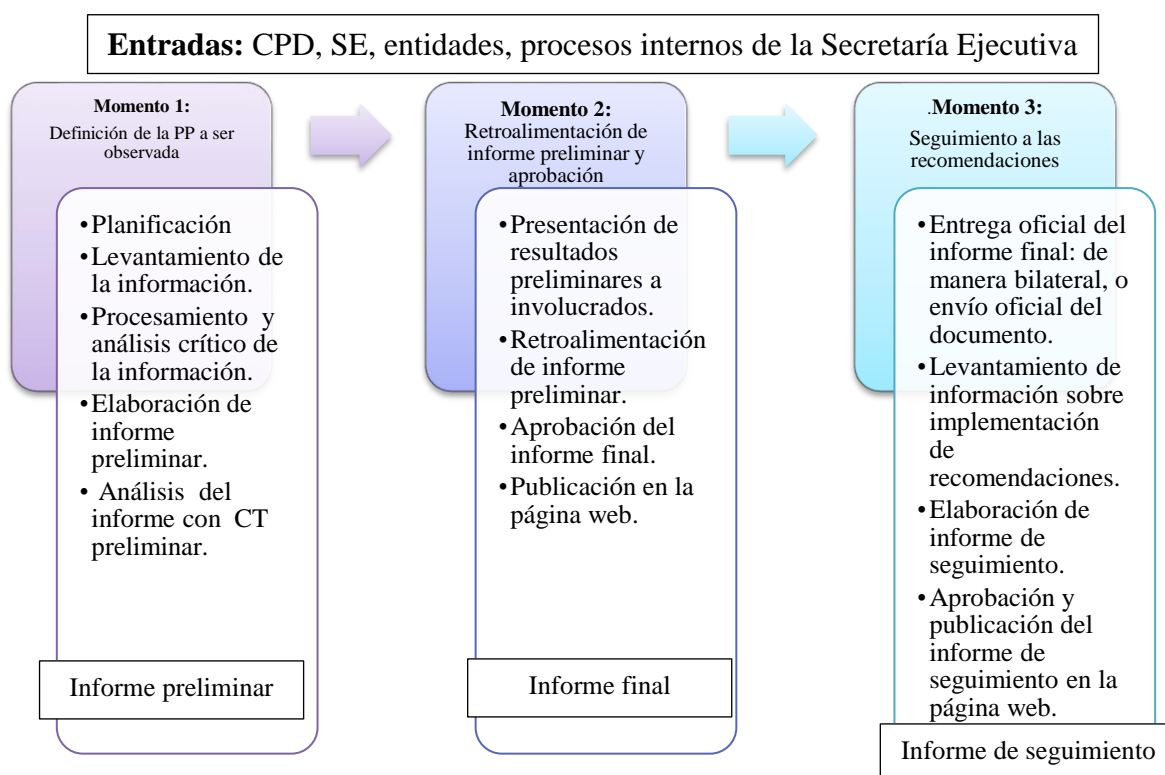 Entradas: CPD, SE, entidades, procesos internos de la Secretaría Ejecutiva
Momento 1:
Definición de la PP a ser
observada
•Planificación
•Levantamiento de
la información.
•Procesamiento y
análisis crítico de
la información.
•Elaboración de
informe
preliminar.
• Análisis del
informe con CT
preliminar.
Informe preliminar
Momento 2:
Retroalimentación de
informe preliminar y
aprobación
•Presentación de
resultados
preliminares a
involucrados.
•Retroalimentación
de informe
preliminar.
•Aprobación del
informe final.
•Publicación en la
página web.
Informe final
.Momento 3:
Seguimiento a las
recomendaciones
•Entrega oficial del
informe final: de
manera bilateral, o
envío oficial del
documento.
•Levantamiento de
información sobre
implementación
de
recomendaciones.
•Elaboración de
informe de
seguimiento.
•Aprobación y
publicación del
informe de
seguimiento en la
página web.
Informe de seguimiento